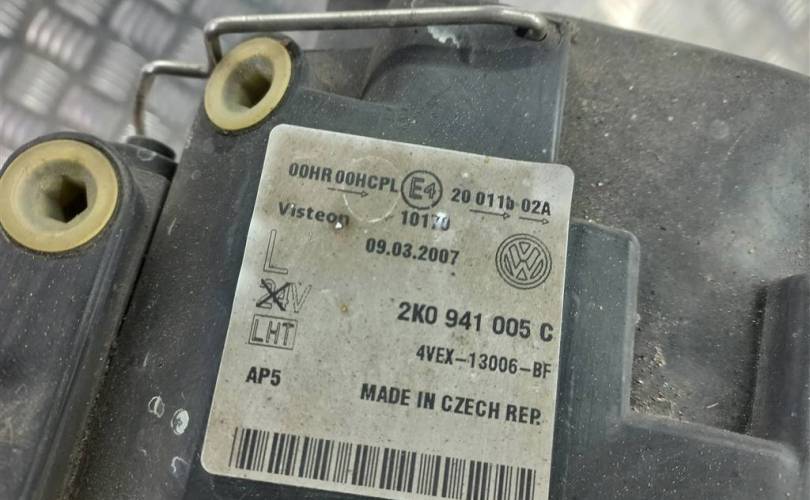 00HR 00HCPL E4 20 011b 02A
Visteon 10170
L 09.03.2007
24V
2K0 941 005 C
LHT
4VEX-13006-BF
AP5
MADE IN CZECH REP.